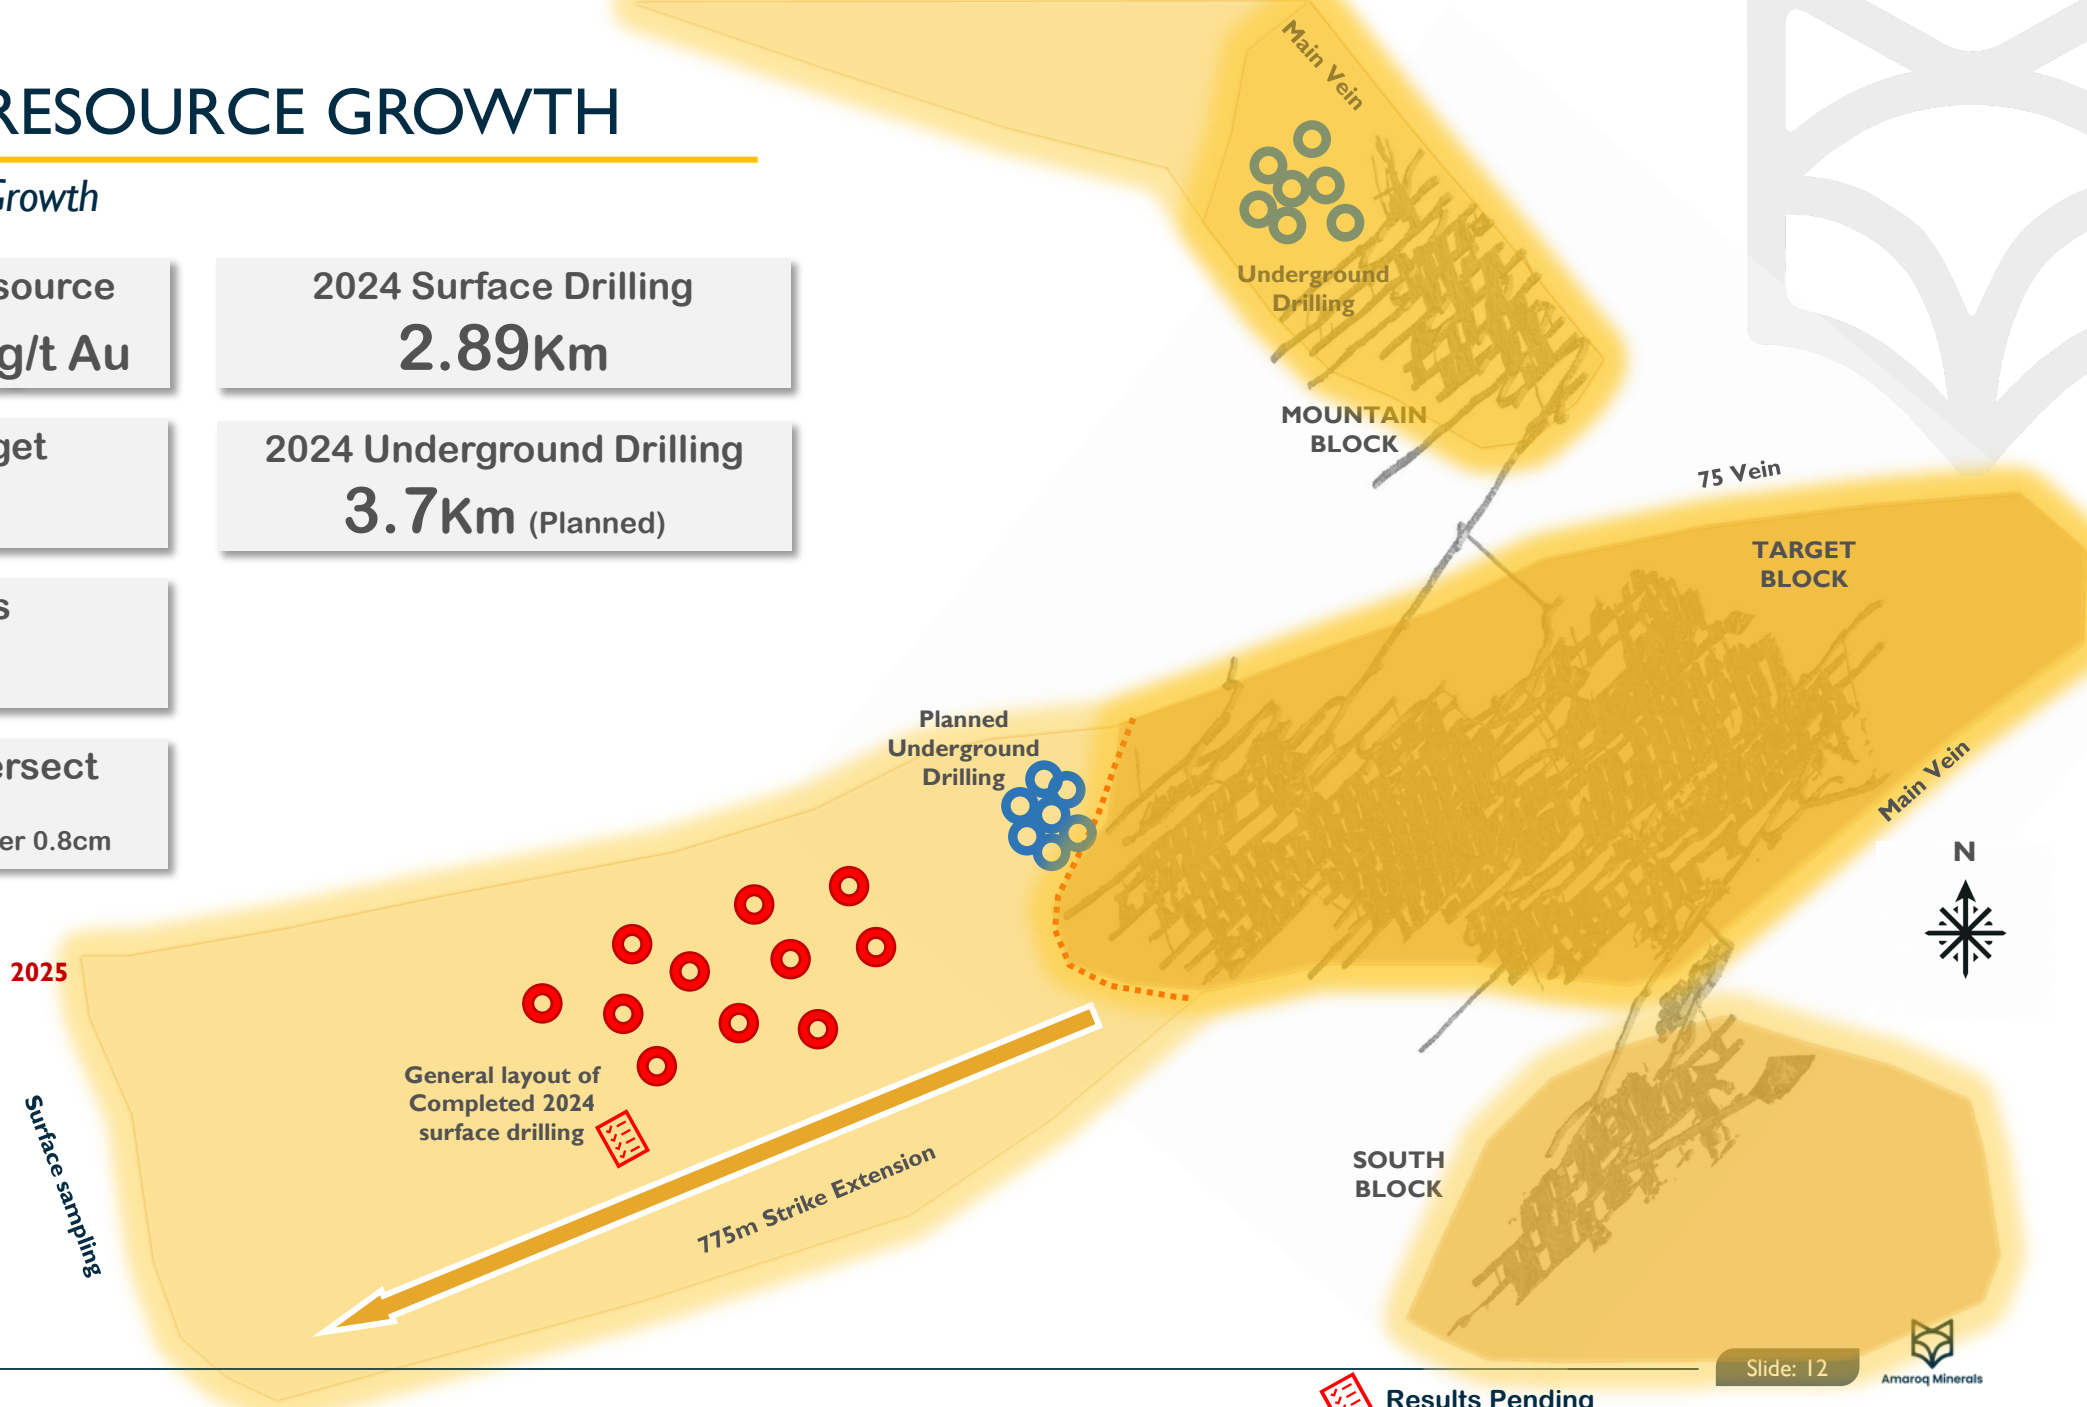 RESOURCE GROWTH
Growth
source
g/t Au
get
s
ersect
er 0.8cm
2024 Surface Drilling
2.89Km
2024 Underground Drilling
3.7Km (Planned)
Main Vein
Underground
Drilling
MOUNTAIN
BLOCK
75 Vein
TARGET
BLOCK
Main Vein
N
Planned
Underground
Drilling
2025
General layout of
Completed 2024
surface drilling
Surface sampling
775m Strike Extension
SOUTH
BLOCK
Slide: 12
Amaroq Minerals
Results Pending